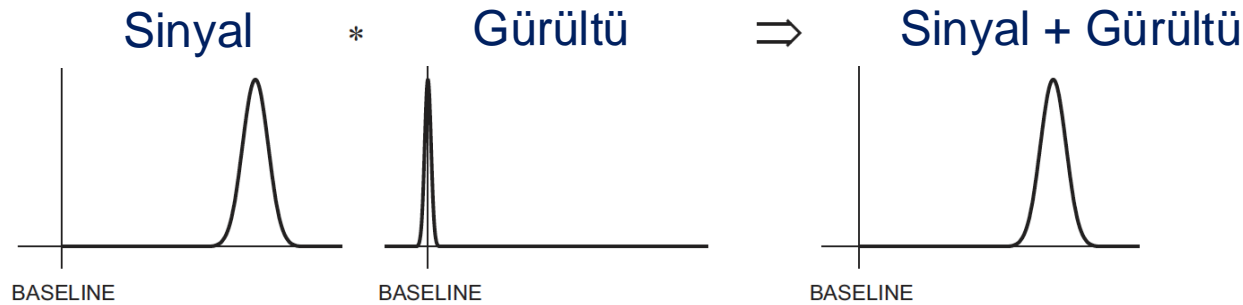 Sinyal * Gürültü ⇒ Sinyal + Gürültü
BASELINE BASELINE BASELINE